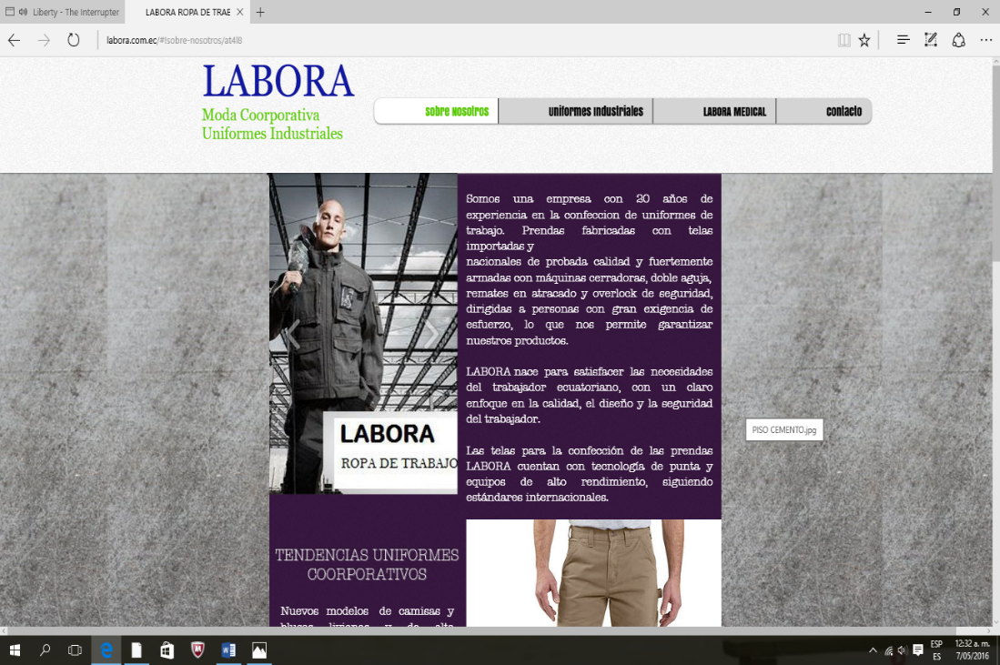 Liberty - The Interrupter
LABORA ROPA DE TRAE
labora.com.ec/#!sobre-nosotros/at4l8
LABORA
Moda Coorporativa
Uniformes Industriales
Sobre Nosotros
Uniformes Industriales
LABORA MEDICAL
Contacto
Somos una empresa con 20 años de
experiencia en la confeccion de uniformes de
trabajo. Prendas fabricadas con telas
importadas y
nacionales de probada calidad y fuertemente
armadas con máquinas cerradoras, doble aguja,
remates en atracado y overlock de seguridad,
dirigidas a personas con gran exigencia de
esfuerzo, lo que nos permite garantizar
nuestros productos.
LABORA nace para satisfacer las necesidades
del trabajador ecuatoriano, con un claro
enfoque en la calidad, el diseño y la seguridad
del trabajador.
Las telas para la confección de las prendas
LABORA cuentan con tecnología de punta y
equipos de alto rendimiento, siguiendo
estándares internacionales.
LABORA
ROPA DE TRABAJO
PISO CEMENTO.jpg
TENDENCIAS UNIFORMES
COORPORATIVOS
Nuevos modelos de camisas y
blusas livianas y de alta
ESP
ES
12:32 a. m.
7/05/2016